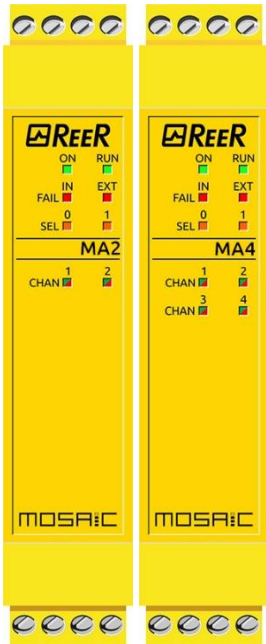 REER
ON RUN
IN EXT
FAIL
0 1
SEL
MA2
1 2
CHAN
MOSAIC
REER
ON RUN
IN EXT
FAIL
0 1
SEL
MA4
1 2
CHAN
3 4
CHAN
MOSAIC